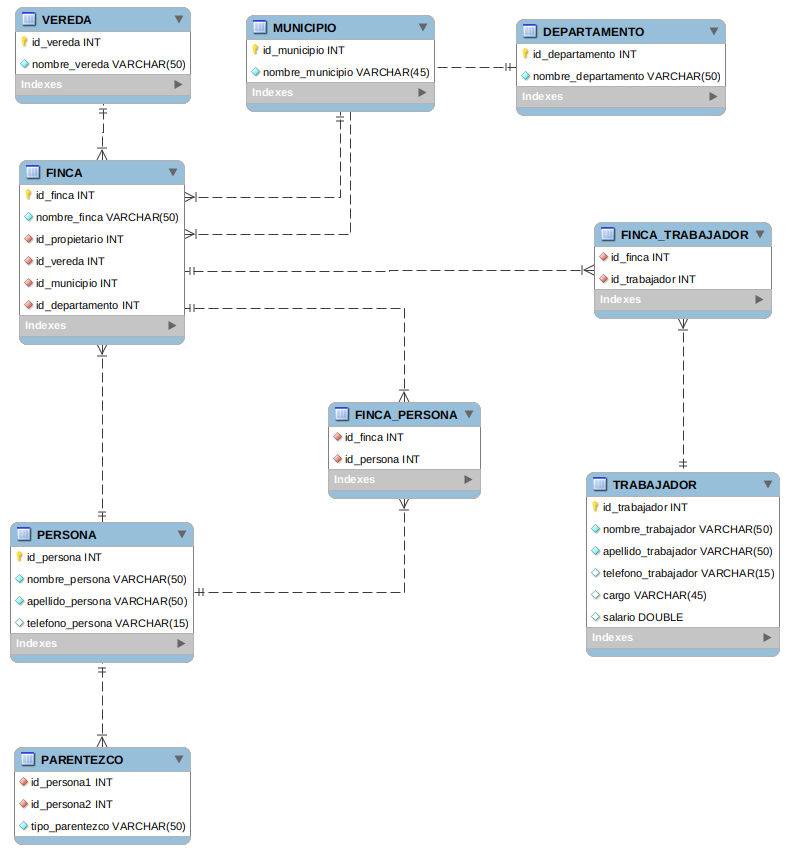 VEREDA
id_vereda INT
nombre_vereda VARCHAR(50)
Indexes
MUNICIPIO
id_municipio INT
nombre_municipio VARCHAR(45)
Indexes
DEPARTAMENTO
id_departamento INT
nombre_departamento VARCHAR(50)
Indexes
FINCA
id_finca INT
nombre_finca VARCHAR(50)
id_propietario INT
id_vereda INT
id_municipio INT
id_departamento INT
Indexes
FINCA_TRABAJADOR
id_finca INT
id_trabajador INT
Indexes
FINCA_PERSONA
id_finca INT
id_persona INT
Indexes
TRABAJADOR
id_trabajador INT
nombre_trabajador VARCHAR(50)
apellido_trabajador VARCHAR(50)
telefono_trabajador VARCHAR(15)
cargo VARCHAR(45)
salario DOUBLE
Indexes
PERSONA
id_persona INT
nombre_persona VARCHAR(50)
apellido_persona VARCHAR(50)
telefono_persona VARCHAR(15)
Indexes
PARENTEZCO
id_persona1 INT
id_persona2 INT
tipo_parentezco VARCHAR(50)